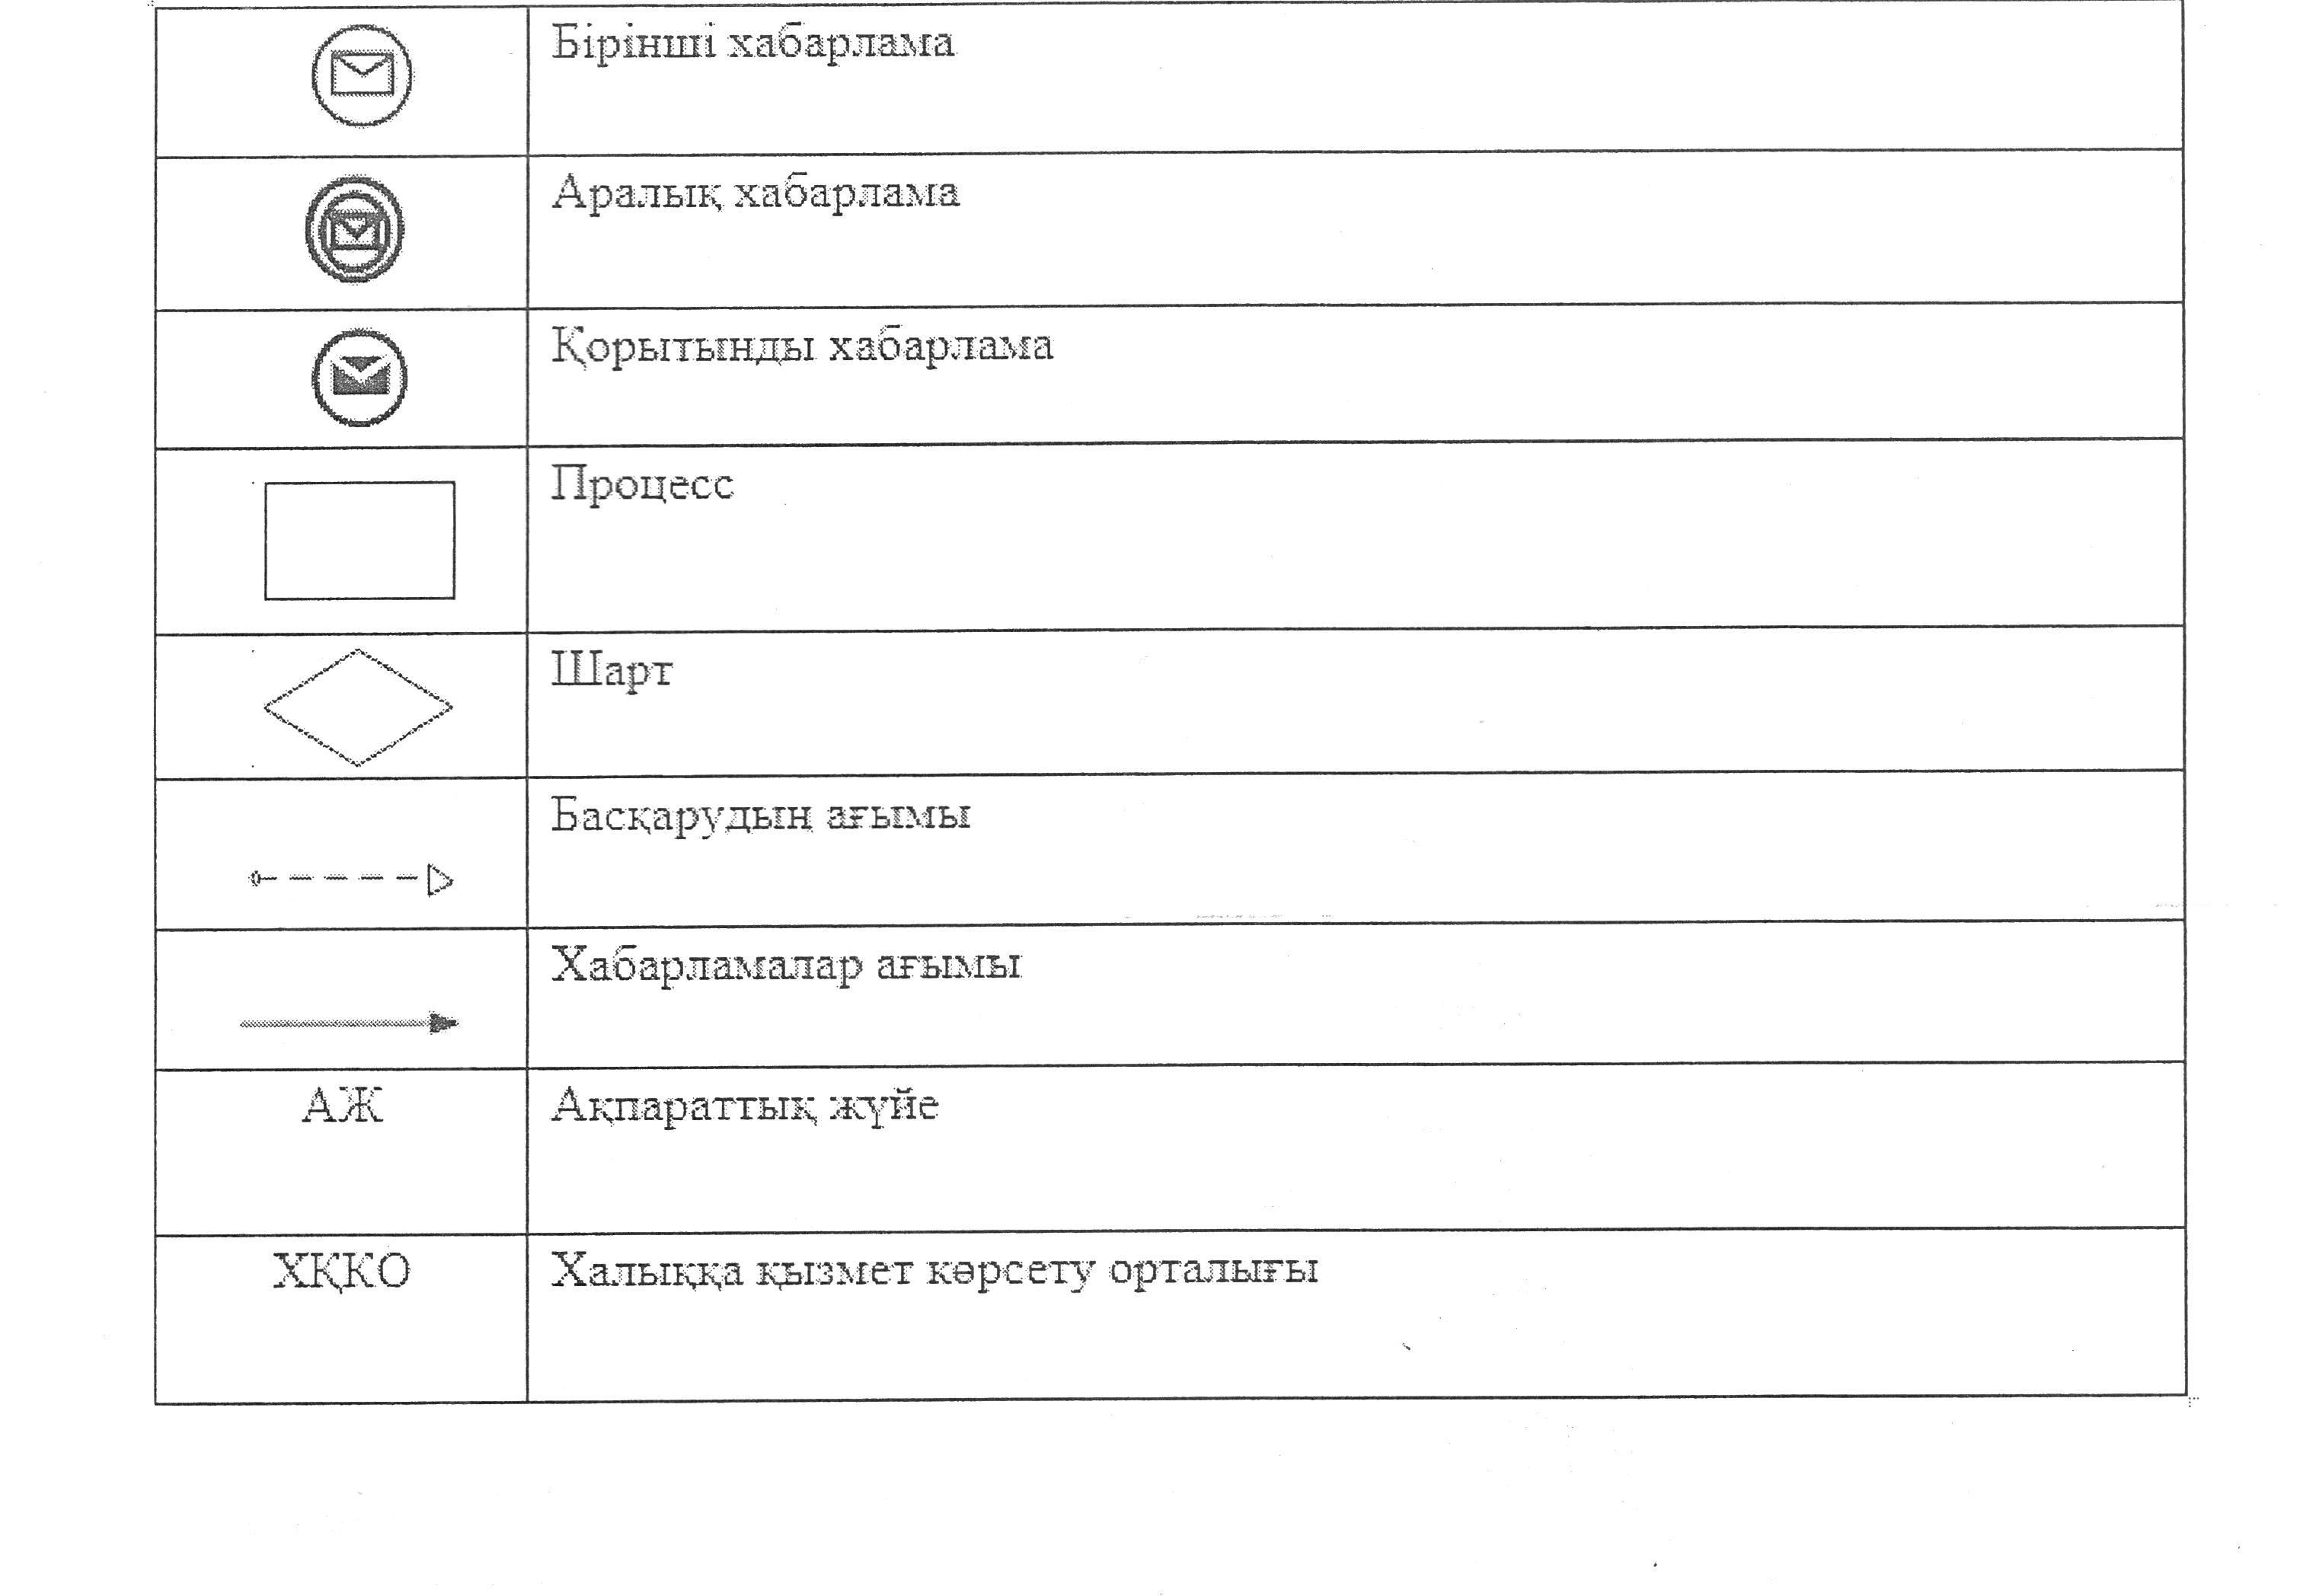 Бірінші хабарлама
Аралық хабарлама
Қорытынды хабарлама
Процесс
Шарт
Басқарудың ағымы
Хабарламалар ағымы
АЖ Ақпараттық жүйе
ХҚКО Халыққа қызмет көрсету орталығы